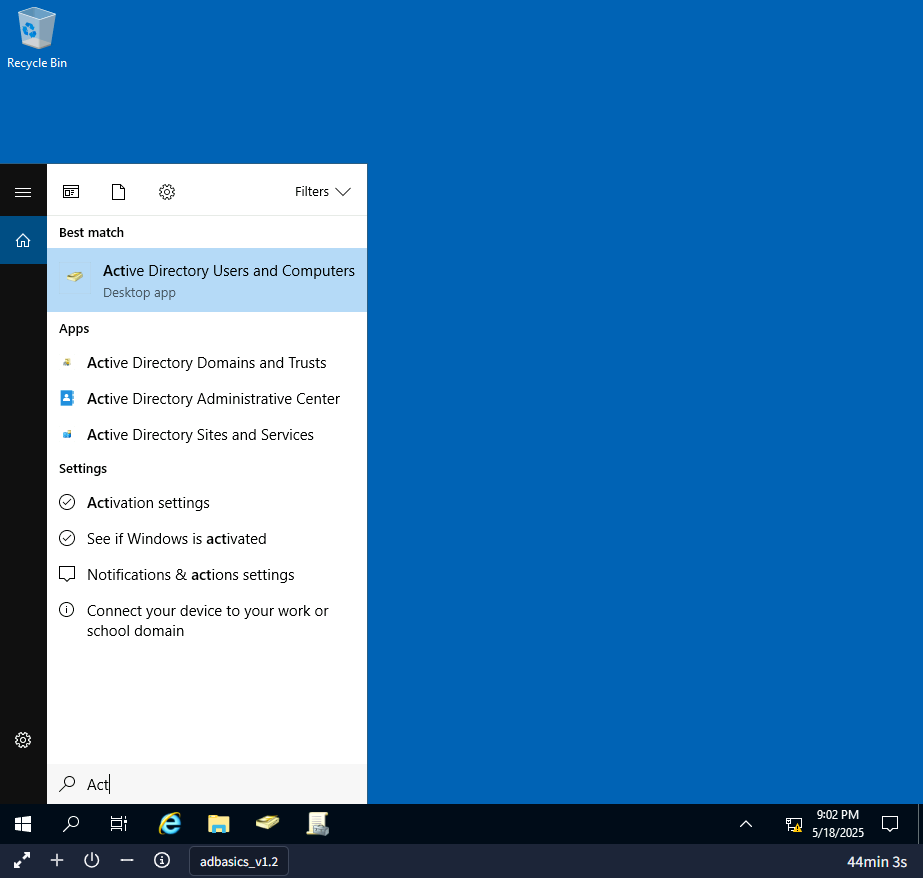 Recycle Bin
Filters
Best match
Active Directory Users and Computers
Desktop app
Apps
Active Directory Domains and Trusts
Active Directory Administrative Center
Active Directory Sites and Services
Settings
Activation settings
See if Windows is activated
Notifications & actions settings
Connect your device to your work or
school domain
Act
9:02 PM
5/18/2025
adbasics_v1.2
44min 3s